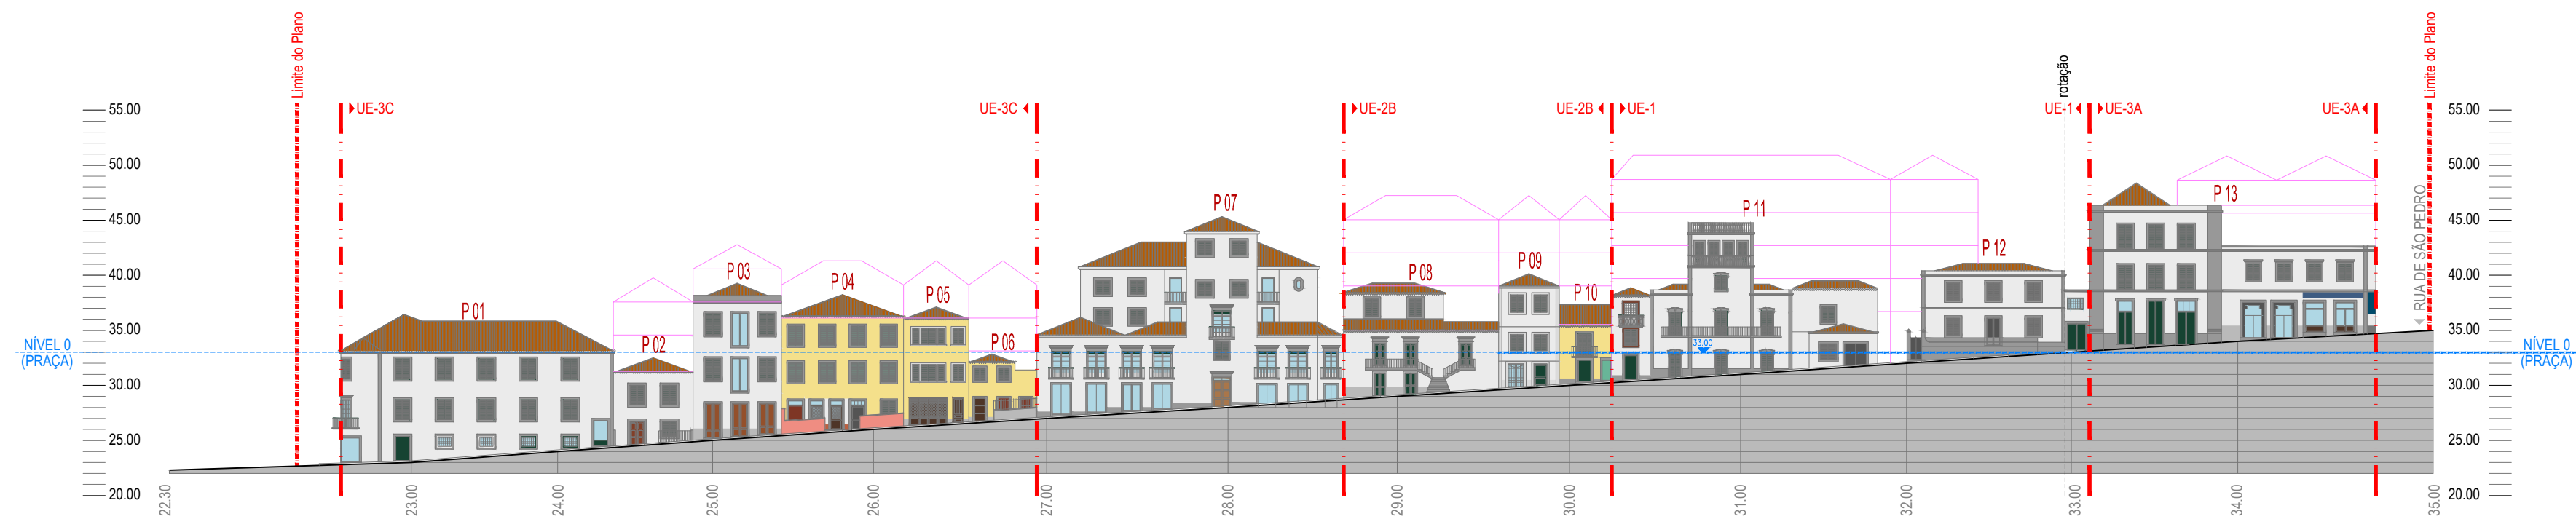 Limite do Plano
rotação
Limite do Plano
55.00
UE-3C
UE-3C
UE-2B
UE-2B
UE-1
UE-1
UE-3A
UE-3A
55.00
50.00
50.00
45.00
45.00
40.00
40.00
35.00
35.00
30.00
30.00
25.00
25.00
20.00
20.00
P 01
P 02
P 03
P 04
P 05
P 06
P 07
P 08
P 09
P 10
P 11
P 12
P 13
RUA DE SÃO PEDRO
NÍVEL 0
(PRAÇA)
33.00
NÍVEL 0
(PRAÇA)
22.30
23.00
24.00
25.00
26.00
27.00
28.00
29.00
30.00
31.00
32.00
33.00
34.00
35.00